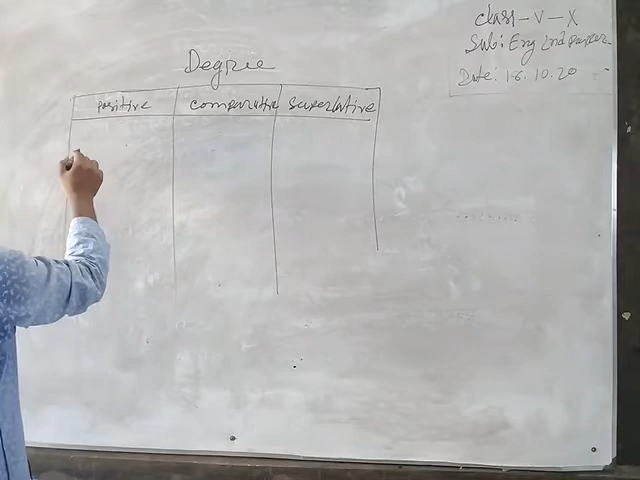 Class - V - X
Sub: Eng 2nd paper
Date: 16.10.20
Degree
positive comparative superlative